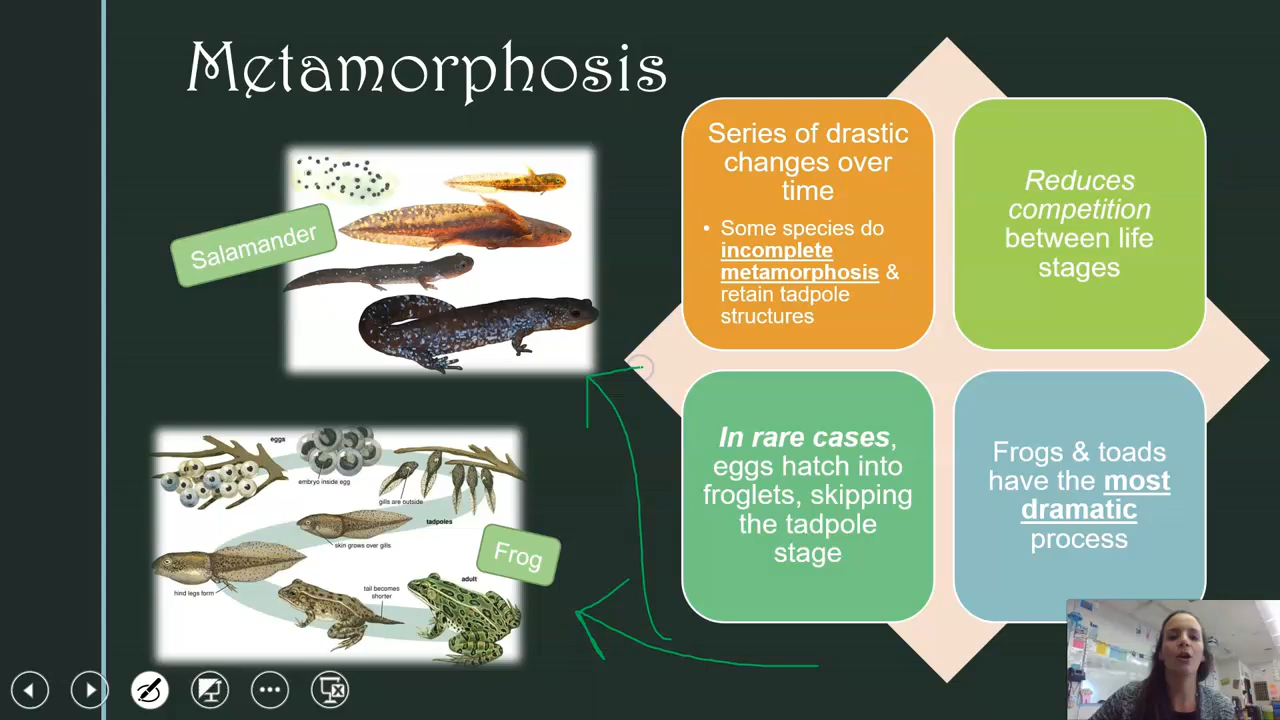 Metamorphosis
Salamander
eggs
embryo inside egg
gills are outside
tadpoles
skin grows over gills
Frog
hind legs form
tail becomes
shorter
adult
Series of drastic
changes over
time
• Some species do
incomplete
metamorphosis &
retain tadpole
structures
Reduces
competition
between life
stages
In rare cases,
eggs hatch into
froglets, skipping
the tadpole
stage
Frogs & toads
have the most
dramatic
process